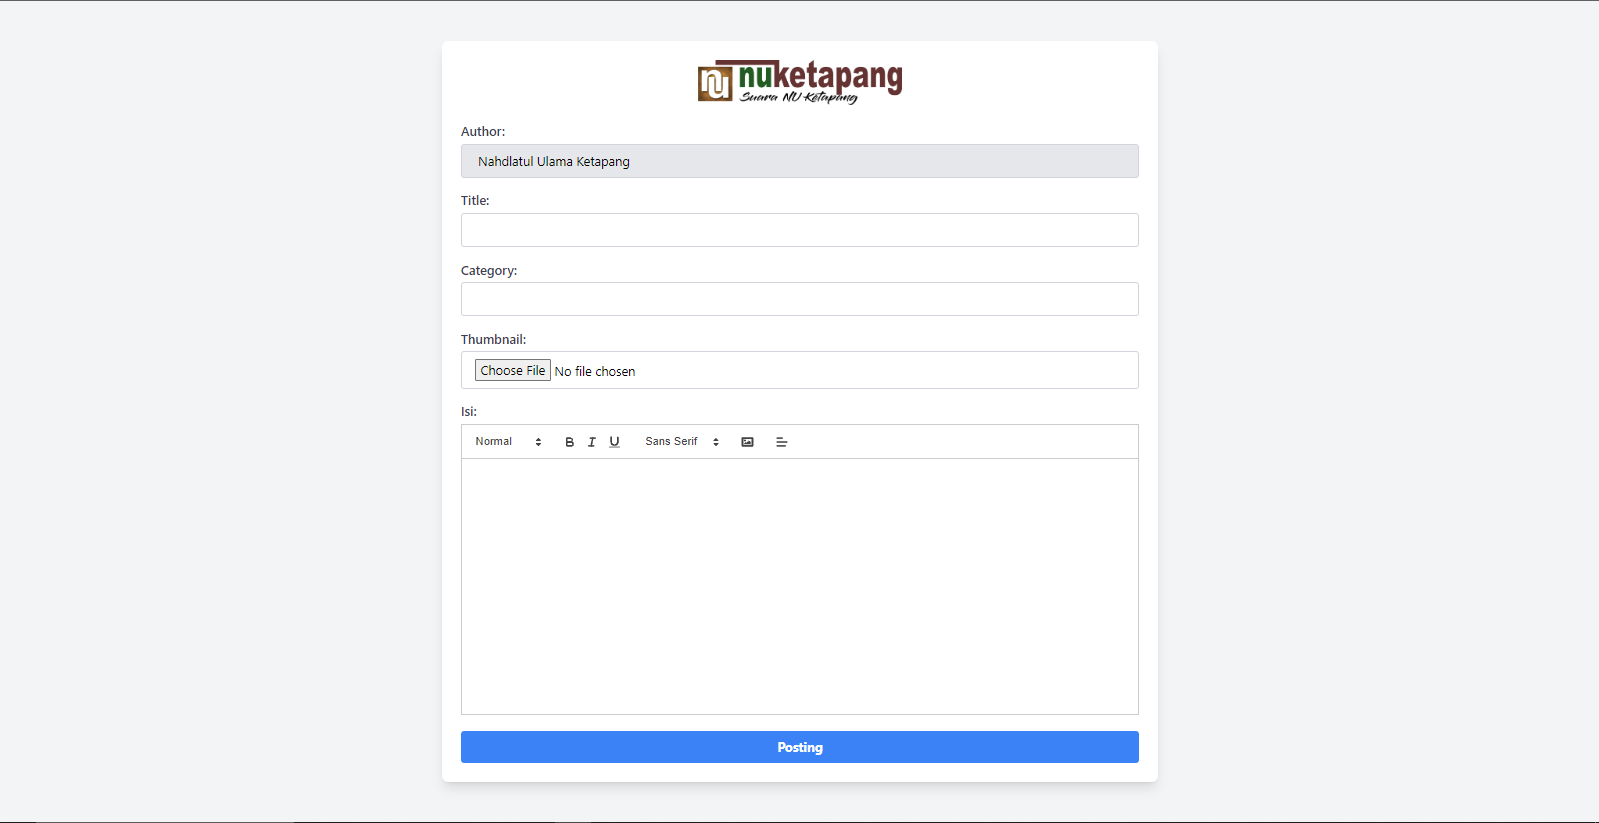 nu nuketapang
Suara NU Ketapang
Author:
Nahdlatul Ulama Ketapang
Title:
Category:
Thumbnail:
Choose File No file chosen
Isi:
Normal B I U Sans Serif
Posting